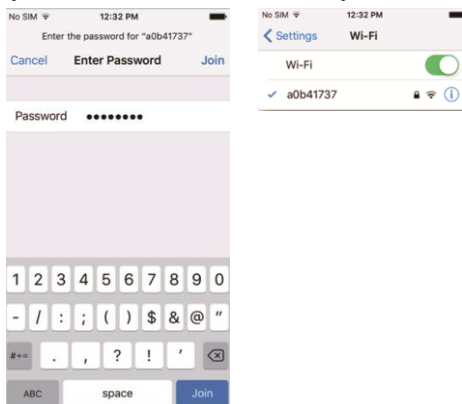 No SIM 12:32 PM
Enter the password for "a0b41737"
Cancel Enter Password Join
Password ●●●●●●●●
1 2 3 4 5 6 7 8 9 0
- / : ; ( ) $ & @ "
#+= . , ? ! '
ABC space Join
No SIM 12:32 PM
Settings Wi-Fi
Wi-Fi
a0b41737